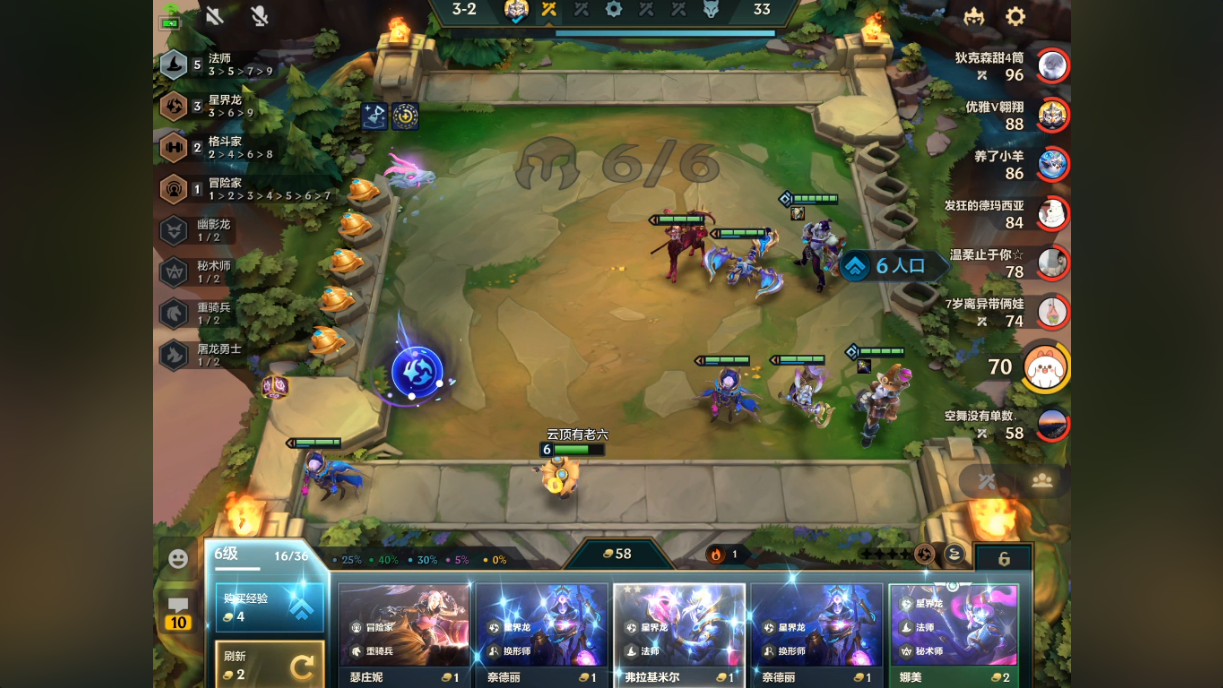 3-2
33
5
法师
3 > 5 > 7 > 9
3
星界龙
3 > 6 > 9
2
格斗家
2 > 4 > 6 > 8
1
冒险家
1 > 2 > 3 > 4 > 5 > 6 > 7
幽影龙
1 / 2
秘术师
1 / 2
重骑兵
1 / 2
屠龙勇士
1 / 2
6/6
6人口
狄克森甜4筒
96
优雅V翱翔
88
养了小羊
86
发狂的德玛西亚
84
温柔止于你☆
78
7岁离异带俩娃
74
70
空舞没有单数.
58
云顶有老六
6
6级
16/36
25%
40%
30%
5%
0%
58
1
6
购买经验
4
10
刷新
2
冒险家
重骑兵
瑟庄妮
1
星界龙
换形师
奈德丽
1
星界龙
法师
弗拉基米尔
1
星界龙
换形师
奈德丽
1
星界龙
法师
秘术师
娜美
2